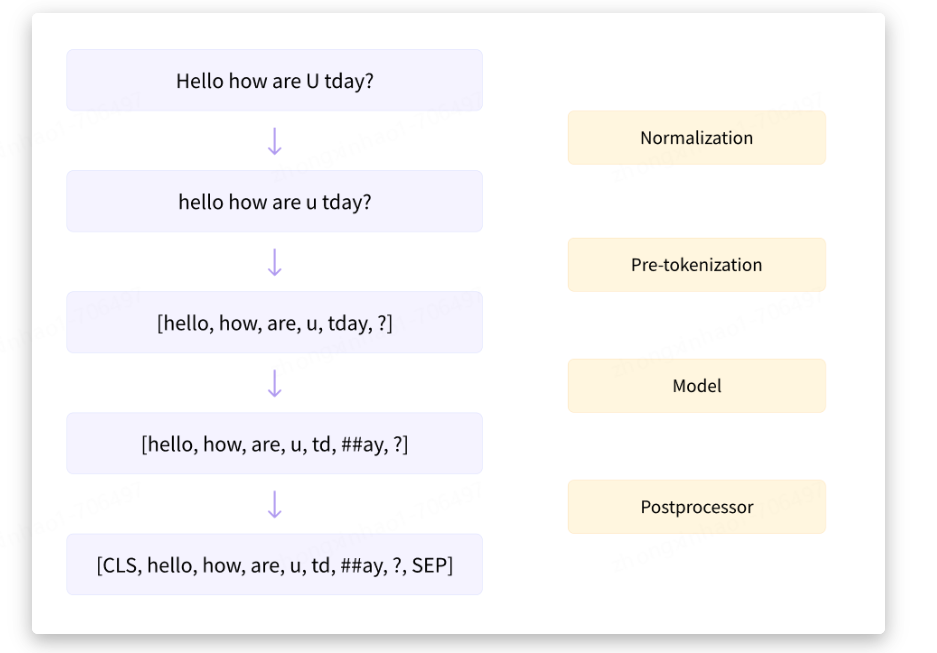 Hello how are U tday?
Normalization
hello how are u tday?
Pre-tokenization
[hello, how, are, u, tday, ?]
Model
[hello, how, are, u, td, ##ay, ?]
Postprocessor
[CLS, hello, how, are, u, td, ##ay, ?, SEP]